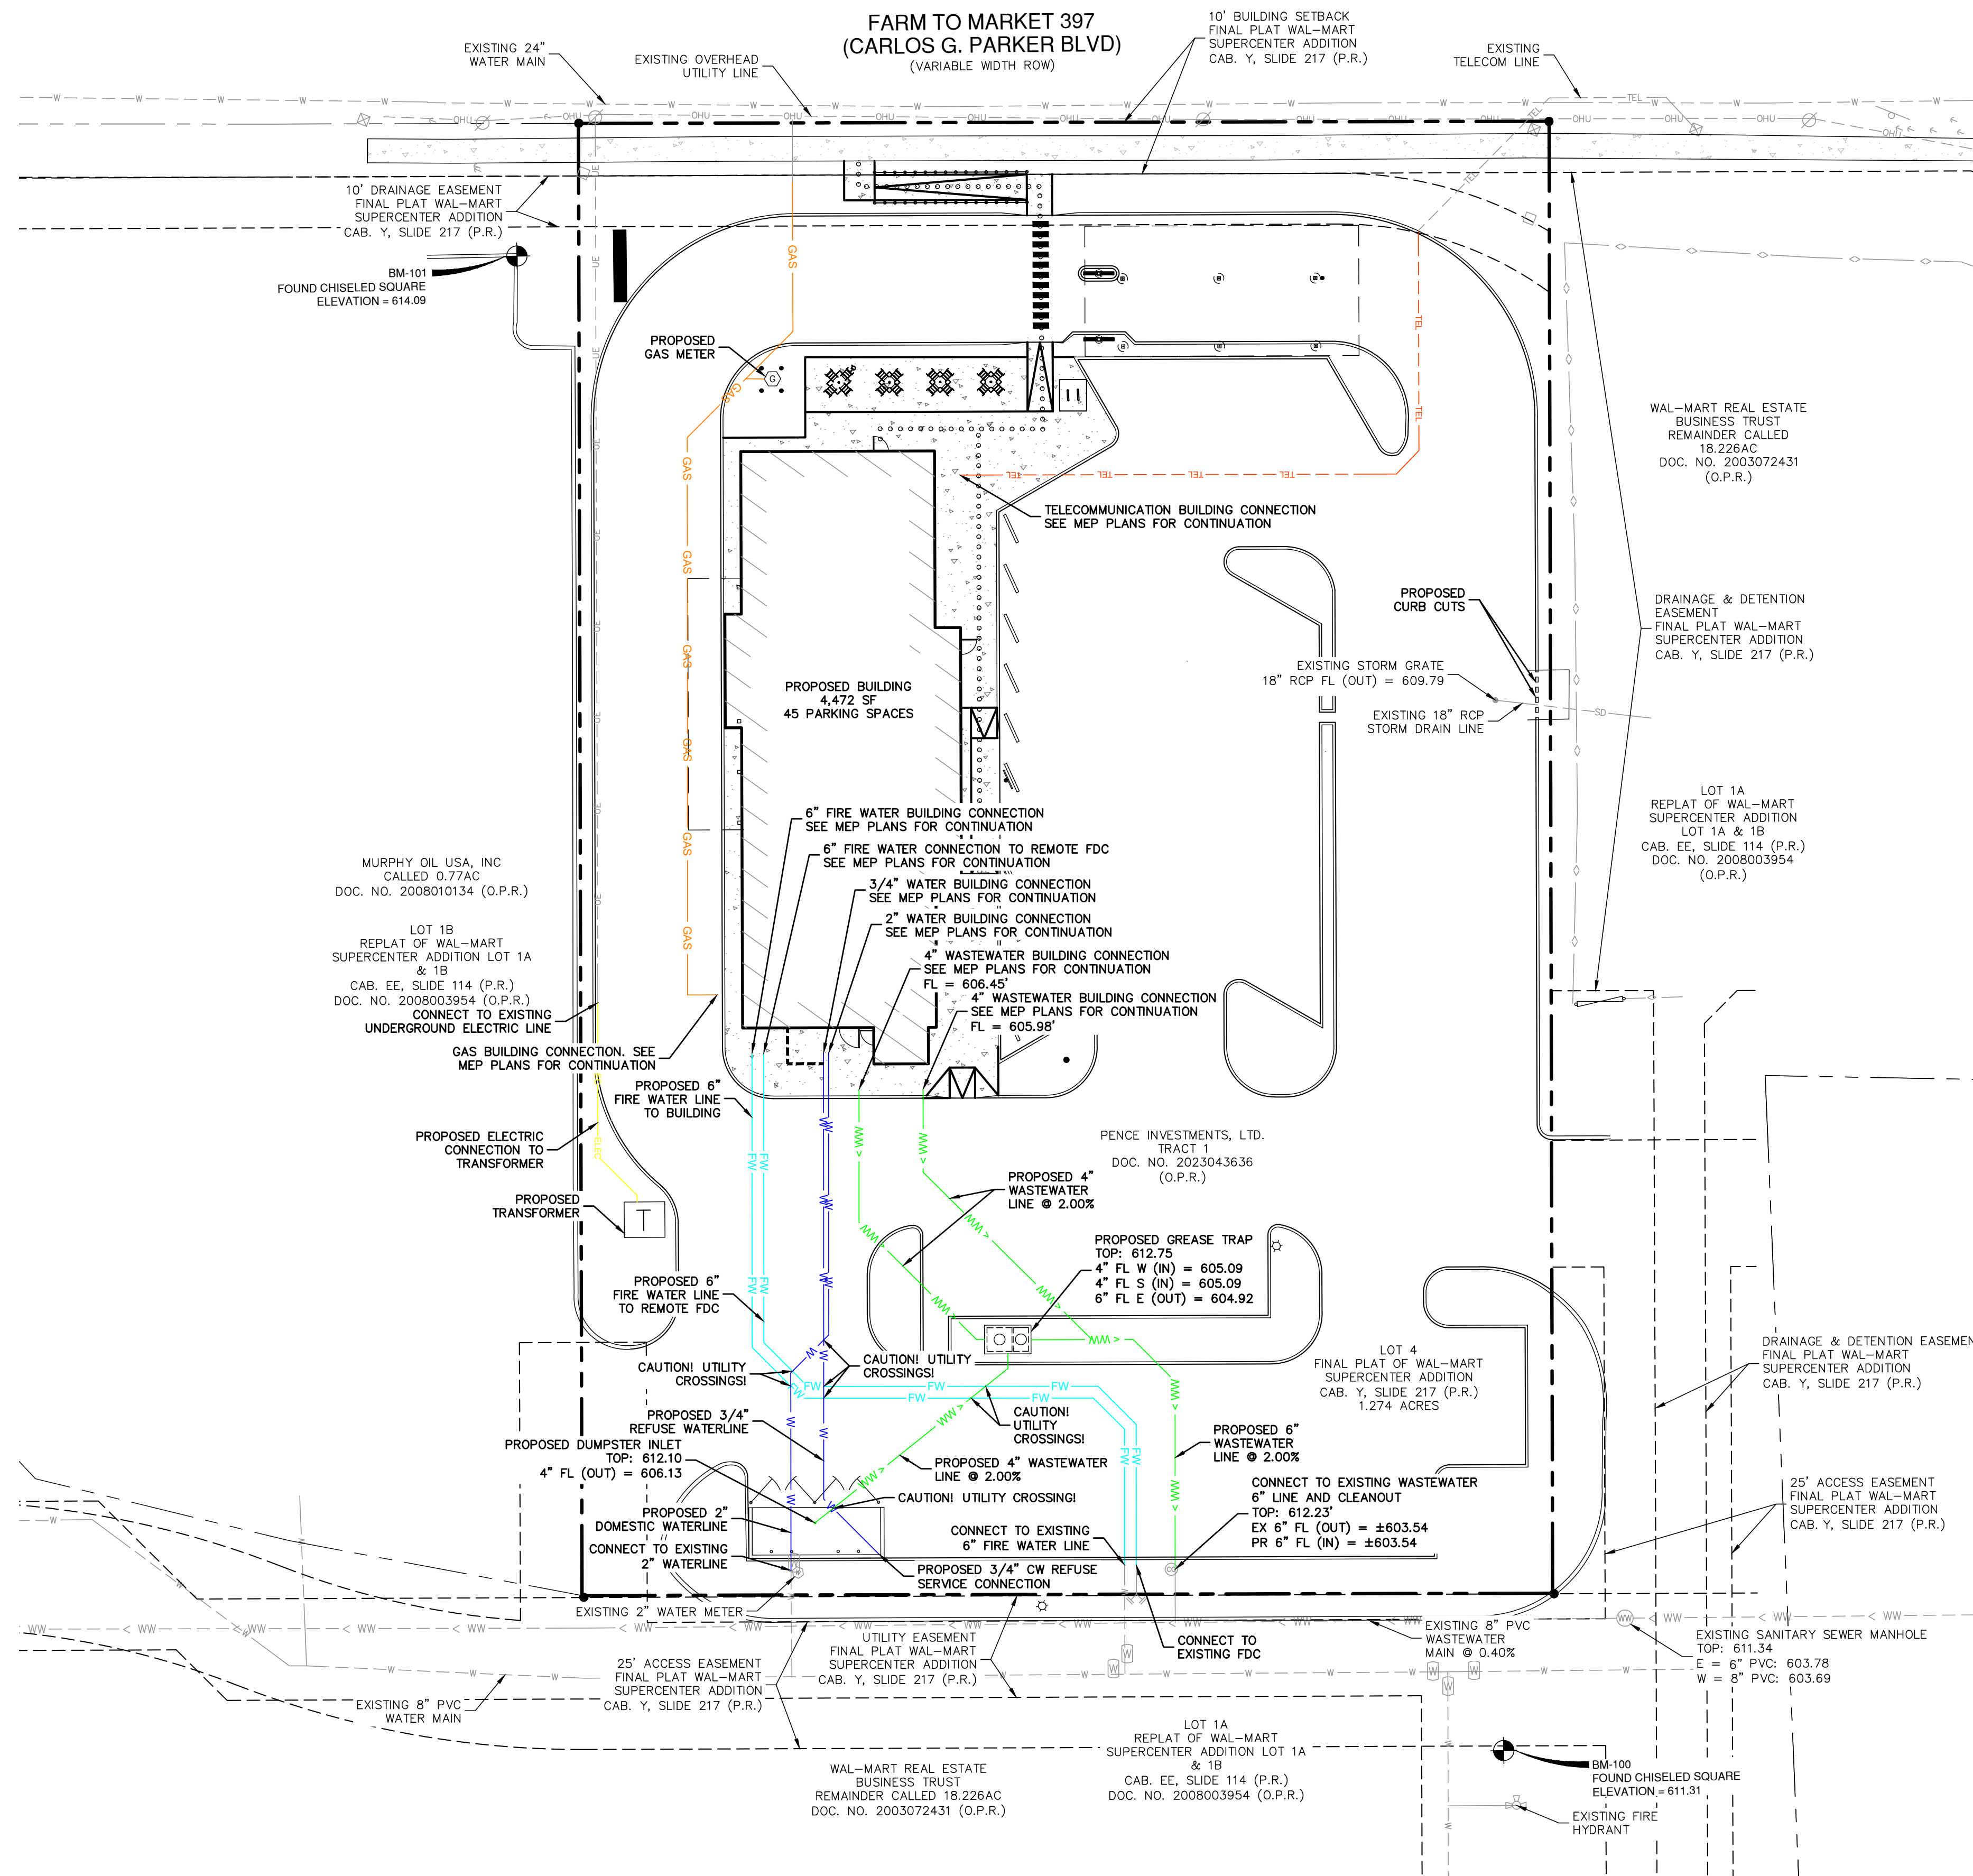 FARM TO MARKET 397
(CARLOS G. PARKER BLVD)
(VARIABLE WIDTH ROW)
EXISTING 24"
WATER MAIN
EXISTING OVERHEAD
UTILITY LINE
10' BUILDING SETBACK
FINAL PLAT WAL-MART
SUPERCENTER ADDITION
CAB. Y, SLIDE 217 (P.R.)
EXISTING
TELECOM LINE
10' DRAINAGE EASEMENT
FINAL PLAT WAL-MART
SUPERCENTER ADDITION
CAB. Y, SLIDE 217 (P.R.)
BM-101
FOUND CHISELED SQUARE
ELEVATION = 614.09
PROPOSED
GAS METER
G
WAL-MART REAL ESTATE
BUSINESS TRUST
REMAINDER CALLED
18.226AC
DOC. NO. 2003072431
(O.P.R.)
TELECOMMUNICATION BUILDING CONNECTION
SEE MEP PLANS FOR CONTINUATION
PROPOSED
CURB CUTS
DRAINAGE & DETENTION
EASEMENT
FINAL PLAT WAL-MART
SUPERCENTER ADDITION
CAB. Y, SLIDE 217 (P.R.)
EXISTING STORM GRATE
18" RCP FL (OUT) = 609.79
EXISTING 18" RCP
STORM DRAIN LINE
SD
PROPOSED BUILDING
4,472 SF
45 PARKING SPACES
6" FIRE WATER BUILDING CONNECTION
SEE MEP PLANS FOR CONTINUATION
6" FIRE WATER CONNECTION TO REMOTE FDC
SEE MEP PLANS FOR CONTINUATION
3/4" WATER BUILDING CONNECTION
SEE MEP PLANS FOR CONTINUATION
2" WATER BUILDING CONNECTION
SEE MEP PLANS FOR CONTINUATION
4" WASTEWATER BUILDING CONNECTION
SEE MEP PLANS FOR CONTINUATION
FL = 606.45'
4" WASTEWATER BUILDING CONNECTION
SEE MEP PLANS FOR CONTINUATION
FL = 605.98'
LOT 1A
REPLAT OF WAL-MART
SUPERCENTER ADDITION
LOT 1A & 1B
CAB. EE, SLIDE 114 (P.R.)
DOC. NO. 2008003954
(O.P.R.)
MURPHY OIL USA, INC
CALLED 0.77AC
DOC. NO. 2008010134 (O.P.R.)
LOT 1B
REPLAT OF WAL-MART
SUPERCENTER ADDITION LOT 1A
& 1B
CAB. EE, SLIDE 114 (P.R.)
DOC. NO. 2008003954 (O.P.R.)
CONNECT TO EXISTING
UNDERGROUND ELECTRIC LINE
GAS BUILDING CONNECTION. SEE
MEP PLANS FOR CONTINUATION
PROPOSED 6"
FIRE WATER LINE
TO BUILDING
PROPOSED ELECTRIC
CONNECTION TO
TRANSFORMER
PROPOSED
TRANSFORMER
T
PENCE INVESTMENTS, LTD.
TRACT 1
DOC. NO. 2023043636
(O.P.R.)
PROPOSED 4"
WASTEWATER
LINE @ 2.00%
PROPOSED GREASE TRAP
TOP: 612.75
4" FL W (IN) = 605.09
4" FL S (IN) = 605.09
6" FL E (OUT) = 604.92
PROPOSED 6"
FIRE WATER LINE
TO REMOTE FDC
CAUTION! UTILITY
CROSSINGS!
CAUTION! UTILITY
CROSSINGS!
LOT 4
FINAL PLAT OF WAL-MART
SUPERCENTER ADDITION
CAB. Y, SLIDE 217 (P.R.)
1.274 ACRES
DRAINAGE & DETENTION EASEMEN
FINAL PLAT WAL-MART
SUPERCENTER ADDITION
CAB. Y, SLIDE 217 (P.R.)
PROPOSED 3/4"
REFUSE WATERLINE
CAUTION!
UTILITY
CROSSINGS!
PROPOSED 6"
WASTEWATER
LINE @ 2.00%
PROPOSED DUMPSTER INLET
TOP: 612.10
4" FL (OUT) = 606.13
PROPOSED 4" WASTEWATER
LINE @ 2.00%
CAUTION! UTILITY CROSSING!
CONNECT TO EXISTING WASTEWATER
6" LINE AND CLEANOUT
TOP: 612.23'
EX 6" FL (OUT) = ±603.54
PR 6" FL (IN) = ±603.54
25' ACCESS EASEMENT
FINAL PLAT WAL-MART
SUPERCENTER ADDITION
CAB. Y, SLIDE 217 (P.R.)
PROPOSED 2"
DOMESTIC WATERLINE
CONNECT TO EXISTING
6" FIRE WATER LINE
CONNECT TO EXISTING
2" WATERLINE
PROPOSED 3/4" CW REFUSE
SERVICE CONNECTION
EXISTING 2" WATER METER
EXISTING 8" PVC
WASTEWATER
MAIN @ 0.40%
EXISTING SANITARY SEWER MANHOLE
TOP: 611.34
E = 6" PVC: 603.78
W = 8" PVC: 603.69
UTILITY EASEMENT
FINAL PLAT WAL-MART
SUPERCENTER ADDITION
CAB. Y, SLIDE 217 (P.R.)
CONNECT TO
EXISTING FDC
25' ACCESS EASEMENT
FINAL PLAT WAL-MART
SUPERCENTER ADDITION
CAB. Y, SLIDE 217 (P.R.)
EXISTING 8" PVC
WATER MAIN
LOT 1A
REPLAT OF WAL-MART
SUPERCENTER ADDITION LOT 1A
& 1B
CAB. EE, SLIDE 114 (P.R.)
DOC. NO. 2008003954 (O.P.R.)
WAL-MART REAL ESTATE
BUSINESS TRUST
REMAINDER CALLED 18.226AC
DOC. NO. 2003072431 (O.P.R.)
BM-100
FOUND CHISELED SQUARE
ELEVATION = 611.31
EXISTING FIRE
HYDRANT